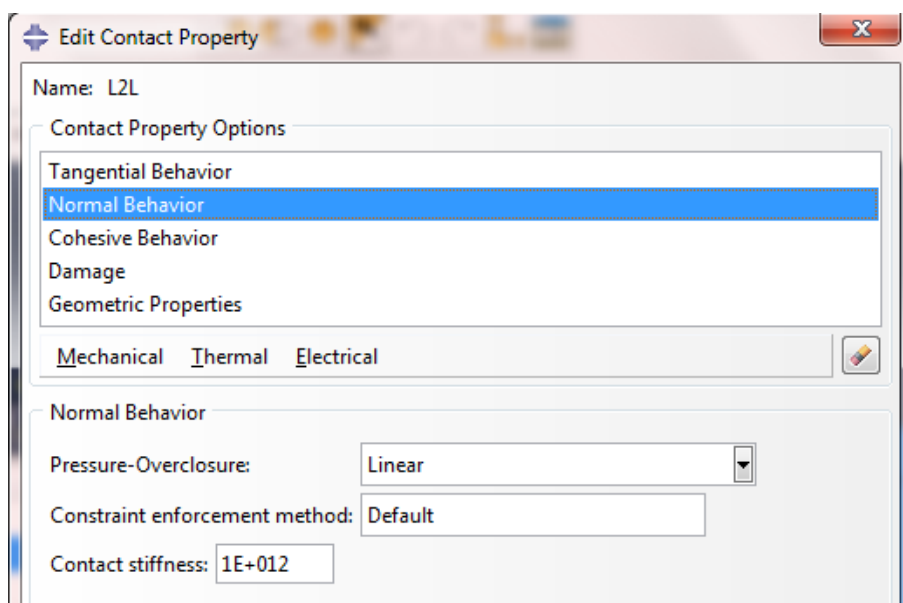 Edit Contact Property
Name: L2L
Contact Property Options
Tangential Behavior
Normal Behavior
Cohesive Behavior
Damage
Geometric Properties
Mechanical Thermal Electrical
Normal Behavior
Pressure-Overclosure: Linear
Constraint enforcement method: Default
Contact stiffness: 1E+012